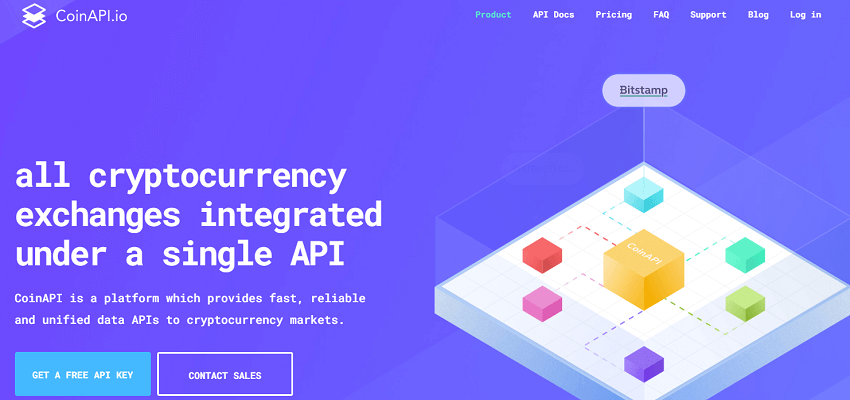 CoinAPI.io
Product API Docs Pricing FAQ Support Blog Log in
Bitstamp
all cryptocurrency
exchanges integrated
under a single API
CoinAPI
CoinAPI is a platform which provides fast, reliable
and unified data APIs to cryptocurrency markets.
GET A FREE API KEY
CONTACT SALES